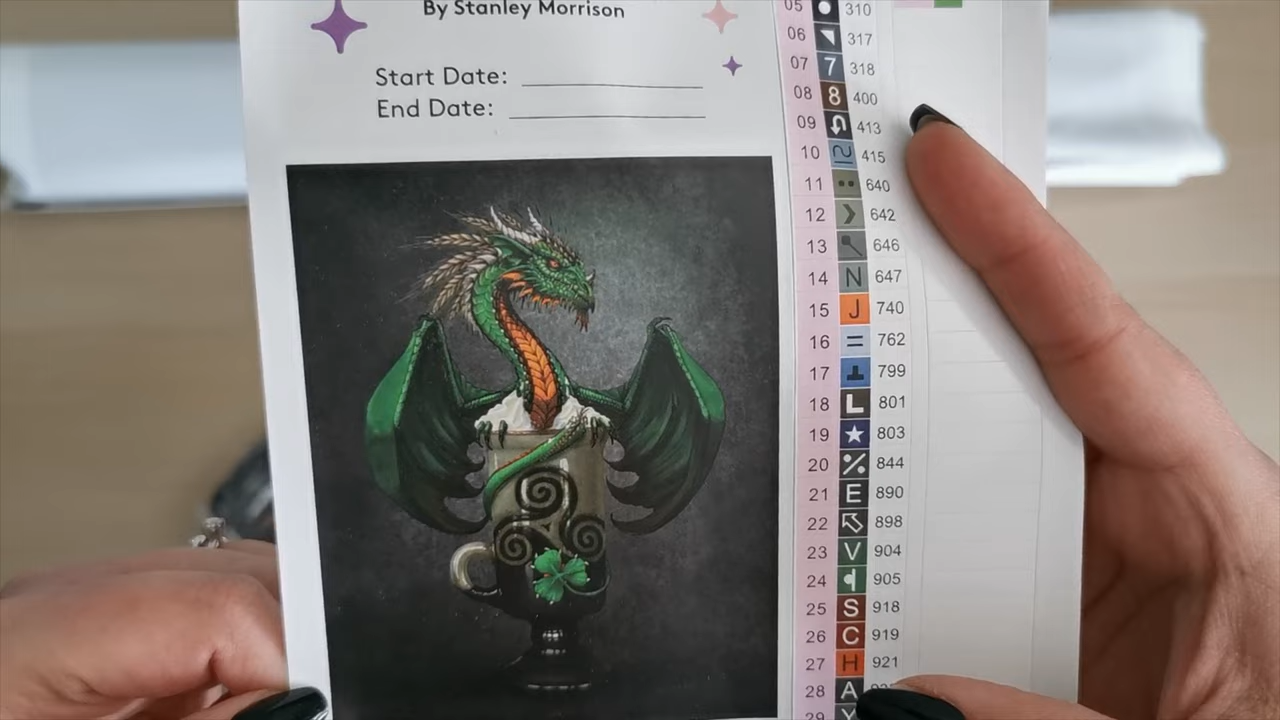 By Stanley Morrison
Start Date:
End Date:
05 310
06 317
07 7 318
08 8 400
09 413
10 415
11 640
12 642
13 646
14 N 647
15 J 740
16 = 762
17 799
18 L 801
19 803
20 844
21 E 890
22 898
23 V 904
24 905
25 S 918
26 C 919
27 H 921
28 A
29 Y